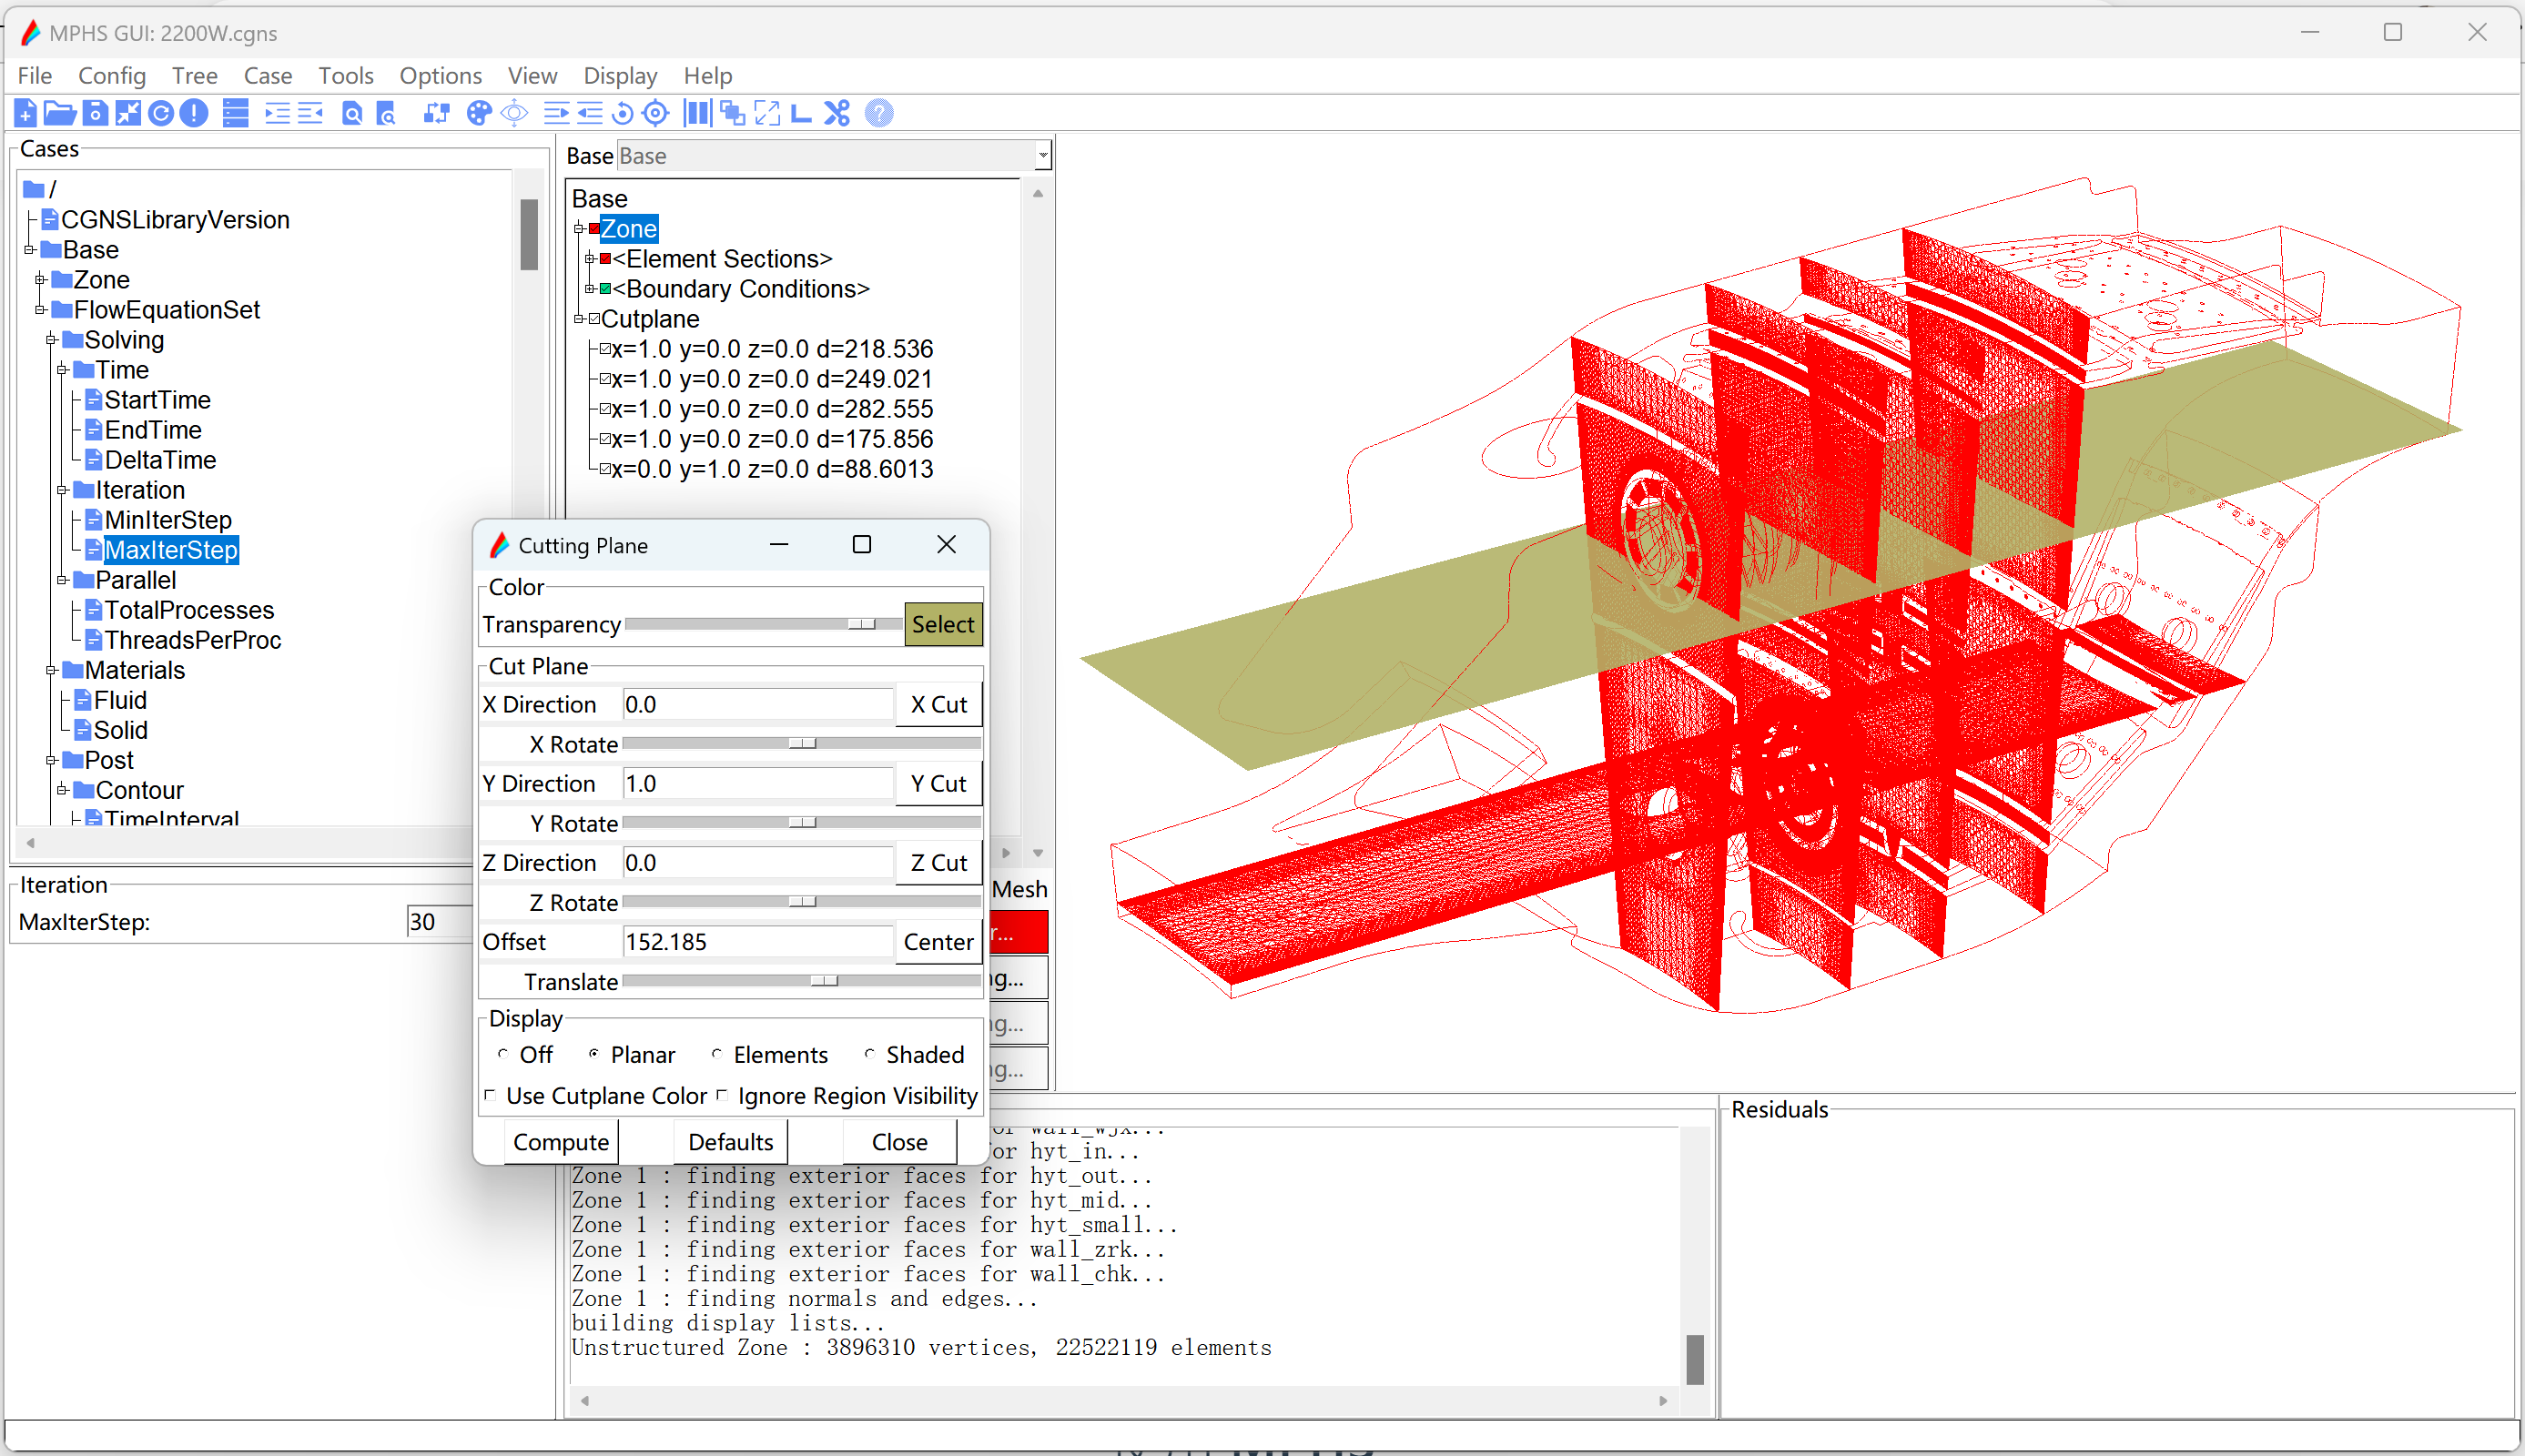 MPHS GUI: 2200W.cgns
File Config Tree Case Tools Options View Display Help
Cases
/
CGNSLibraryVersion
Base
Zone
FlowEquationSet
Solving
Time
StartTime
EndTime
DeltaTime
Iteration
MinIterStep
MaxIterStep
Parallel
TotalProcesses
ThreadsPerProc
Materials
Fluid
Solid
Post
Contour
TimeInterval
Iteration
MaxIterStep: 30
Base Base
Base
Zone
<Element Sections>
<Boundary Conditions>
Cutplane
x=1.0 y=0.0 z=0.0 d=218.536
x=1.0 y=0.0 z=0.0 d=249.021
x=1.0 y=0.0 z=0.0 d=282.555
x=1.0 y=0.0 z=0.0 d=175.856
x=0.0 y=1.0 z=0.0 d=88.6013
Mesh
r...
g...
g...
g...
Cutting Plane
Color
Transparency Select
Cut Plane
X Direction 0.0 X Cut
X Rotate
Y Direction 1.0 Y Cut
Y Rotate
Z Direction 0.0 Z Cut
Z Rotate
Offset 152.185 Center
Translate
Display
Off Planar Elements Shaded
Use Cutplane Color Ignore Region Visibility
Compute Defaults Close
or wall_wjx...
or hyt_in...
Zone 1 : finding exterior faces for hyt_out...
Zone 1 : finding exterior faces for hyt_mid...
Zone 1 : finding exterior faces for hyt_small...
Zone 1 : finding exterior faces for wall_zrk...
Zone 1 : finding exterior faces for wall_chk...
Zone 1 : finding normals and edges...
building display lists...
Unstructured Zone : 3896310 vertices, 22522119 elements
Residuals